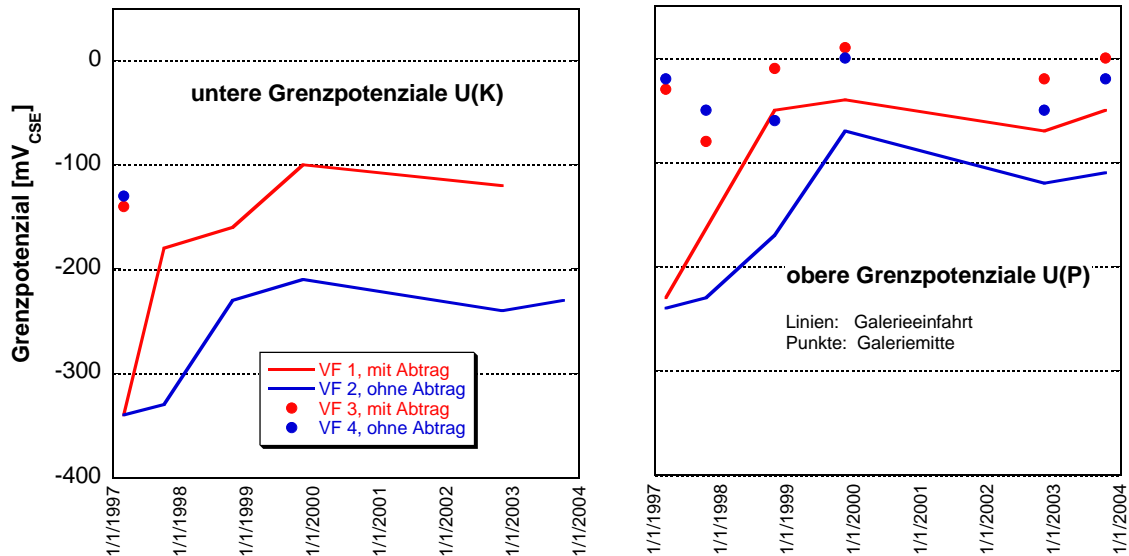 Grenzpotenzial [mV_CSE]
0
-100
-200
-300
-400
untere Grenzpotenziale U(K)
VF 1, mit Abtrag
VF 2, ohne Abtrag
VF 3, mit Abtrag
VF 4, ohne Abtrag
1/1/1997
1/1/1998
1/1/1999
1/1/2000
1/1/2001
1/1/2002
1/1/2003
1/1/2004
obere Grenzpotenziale U(P)
Linien: Galerieeinfahrt
Punkte: Galeriemitte
1/1/1997
1/1/1998
1/1/1999
1/1/2000
1/1/2001
1/1/2002
1/1/2003
1/1/2004